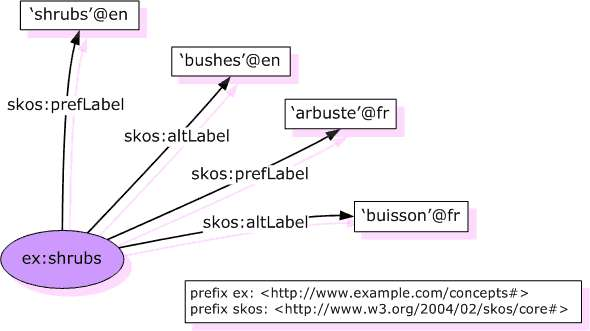 ‘shrubs’@en
‘bushes’@en
skos:prefLabel
‘arbuste’@fr
skos:altLabel
skos:prefLabel
‘buisson’@fr
skos:altLabel
ex:shrubs
prefix ex: <http://www.example.com/concepts#>
prefix skos: <http://www.w3.org/2004/02/skos/core#>